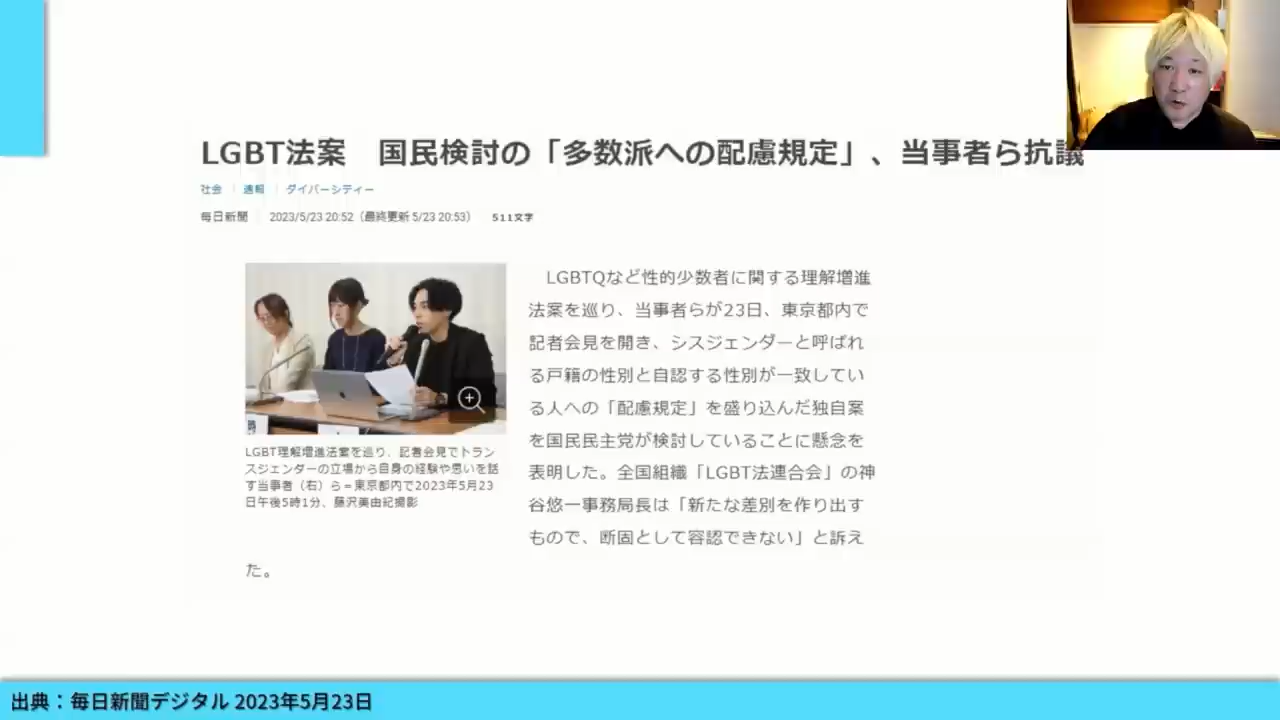 LGBT法案　国民検討の「多数派への配慮規定」、当事者ら抗議
社会 速報 ダイバーシティー
毎日新聞 2023/5/23 20:52（最終更新 5/23 20:53） 511文字
LGBTQなど性的少数者に関する理解増進
法案を巡り、当事者らが23日、東京都内で
記者会見を開き、シスジェンダーと呼ばれ
る戸籍の性別と自認する性別が一致してい
る人への「配慮規定」を盛り込んだ独自案
を国民民主党が検討していることに懸念を
表明した。全国組織「LGBT法連合会」の神
谷悠一事務局長は「新たな差別を作り出す
もので、断固として容認できない」と訴え
た。
LGBT理解増進法案を巡り、記者会見でトラン
スジェンダーの立場から自身の経験や思いを話
す当事者（右）ら＝東京都内で2023年5月23
日午後5時1分、藤沢美由紀撮影
出典：毎日新聞デジタル 2023年5月23日